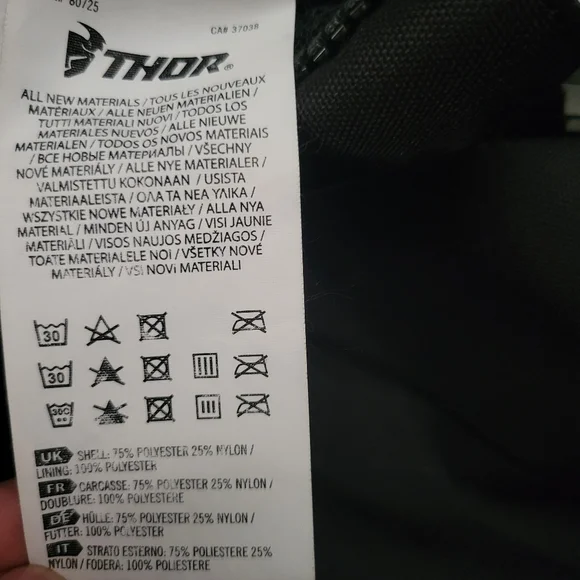 80/25
CA# 37038
THOR®
ALL NEW MATERIALS / TOUS LES NOUVEAUX
MATÉRIAUX / ALLE NEUEN MATERIALIEN /
TUTTI MATERIALI NUOVI / TODOS LOS
MATERIALES NUEVOS / ALLE NIEUWE
MATERIALEN / TODOS OS NOVOS MATERIAIS
/ ВСЕ НОВЫЕ МАТЕРИАЛЫ / VŠECHNY
NOVÉ MATERIÁLY / ALLE NYE MATERIALER /
VALMISTETTU KOKONAAN / USISTA
MATERIAALEISTA / ΟΛΑ ΤΑ ΝΕΑ ΥΛΙΚΑ /
WSZYSTKIE NOWE MATERIAŁY / ALLA NYA
MATERIAL / MINDEN ÚJ ANYAG / VISI JAUNIE
MATERIĀLI / VISOS NAUJOS MEDŽIAGOS /
TOATE MATERIALELE NOI / VŠETKY NOVÉ
MATERIÁLY / VSI NOVI MATERIALI
30
30
30C
UK SHELL: 75% POLYESTER 25% NYLON /
LINING: 100% POLYESTER
FR CARCASSE: 75% POLYESTER 25% NYLON /
DOUBLURE: 100% POLYESTERE
DE HÜLLE: 75% POLYESTER 25% NYLON /
FUTTER: 100% POLYESTER
IT STRATO ESTERNO: 75% POLIESTERE 25%
NYLON / FODERA: 100% POLIESTERE